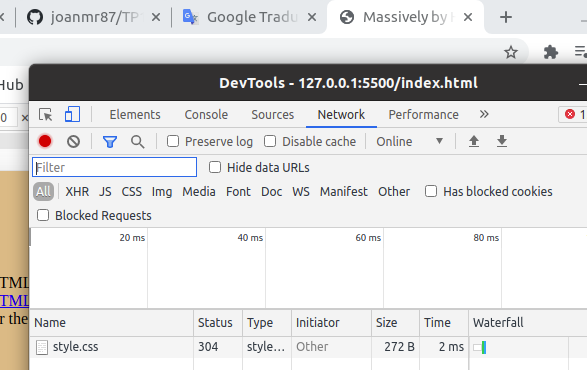 joanmr87/TP Google Tradu Massively by
DevTools - 127.0.0.1:5500/index.html
Hub
Elements Console Sources Network Performance » 1
0
Preserve log Disable cache Online
Filter Hide data URLs
All XHR JS CSS Img Media Font Doc WS Manifest Other Has blocked cookies
Blocked Requests
20 ms 40 ms 60 ms 80 ms
HTML
HTML
r the
Name Status Type Initiator Size Time Waterfall
style.css 304 style... Other 272 B 2 ms